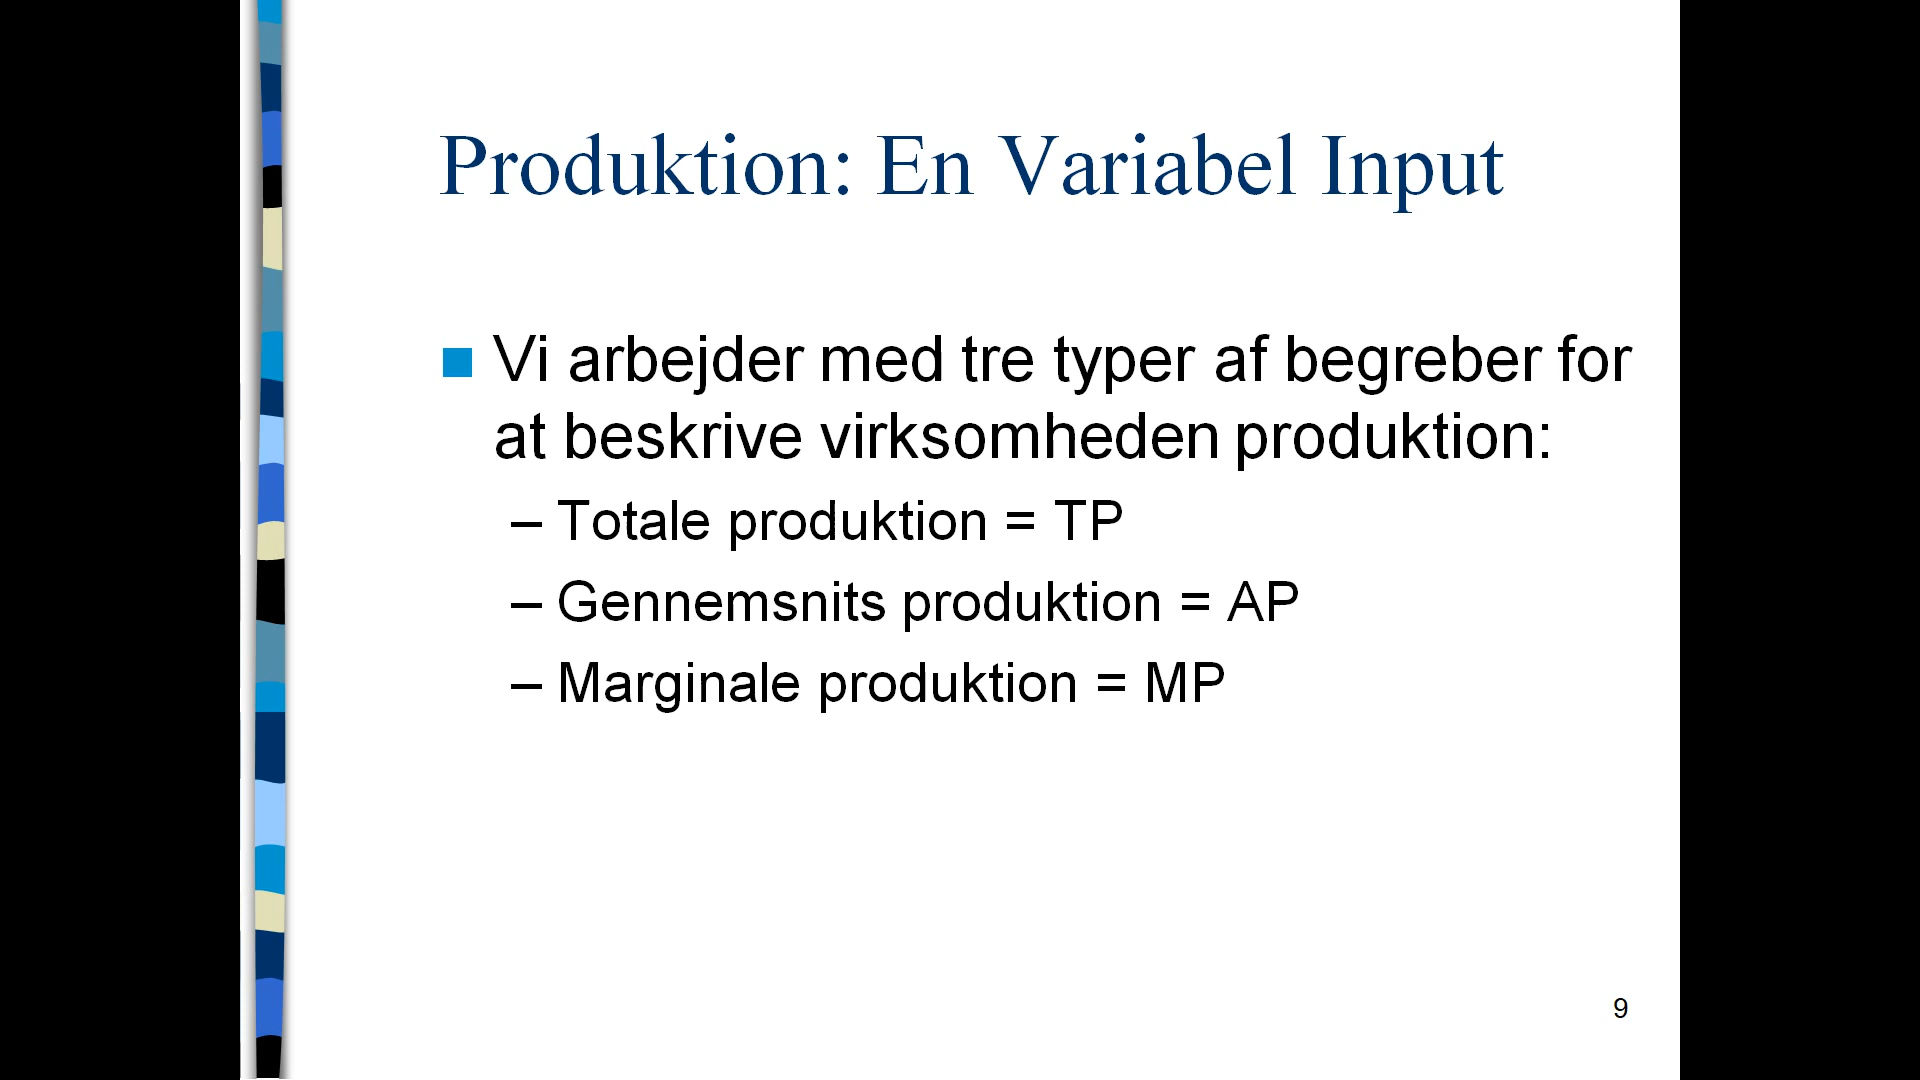 Produktion: En Variabel Input
Vi arbejder med tre typer af begreber for
at beskrive virksomheden produktion:
– Totale produktion = TP
– Gennemsnits produktion = AP
– Marginale produktion = MP
9